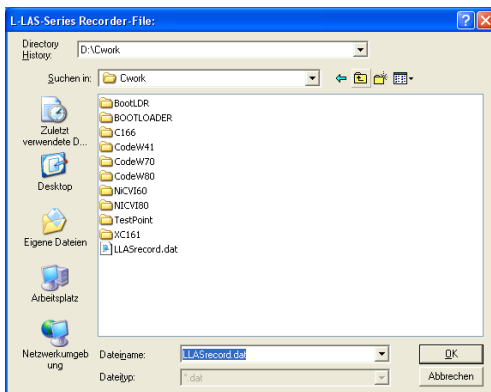 L-LAS-Series Recorder-File:
Directory
History:
D:\Cwork
Suchen in:
Cwork
Zuletzt
verwendete D...
Desktop
Eigene Dateien
Arbeitsplatz
Netzwerkumgeb
ung
BootLDR
BOOTLOADER
C166
CodeW41
CodeW70
CodeW80
NiCVI60
NICVI80
TestPoint
XC161
LLASrecord.dat
Dateiname:
LLASrecord.dat
OK
Dateityp:
*.dat
Abbrechen